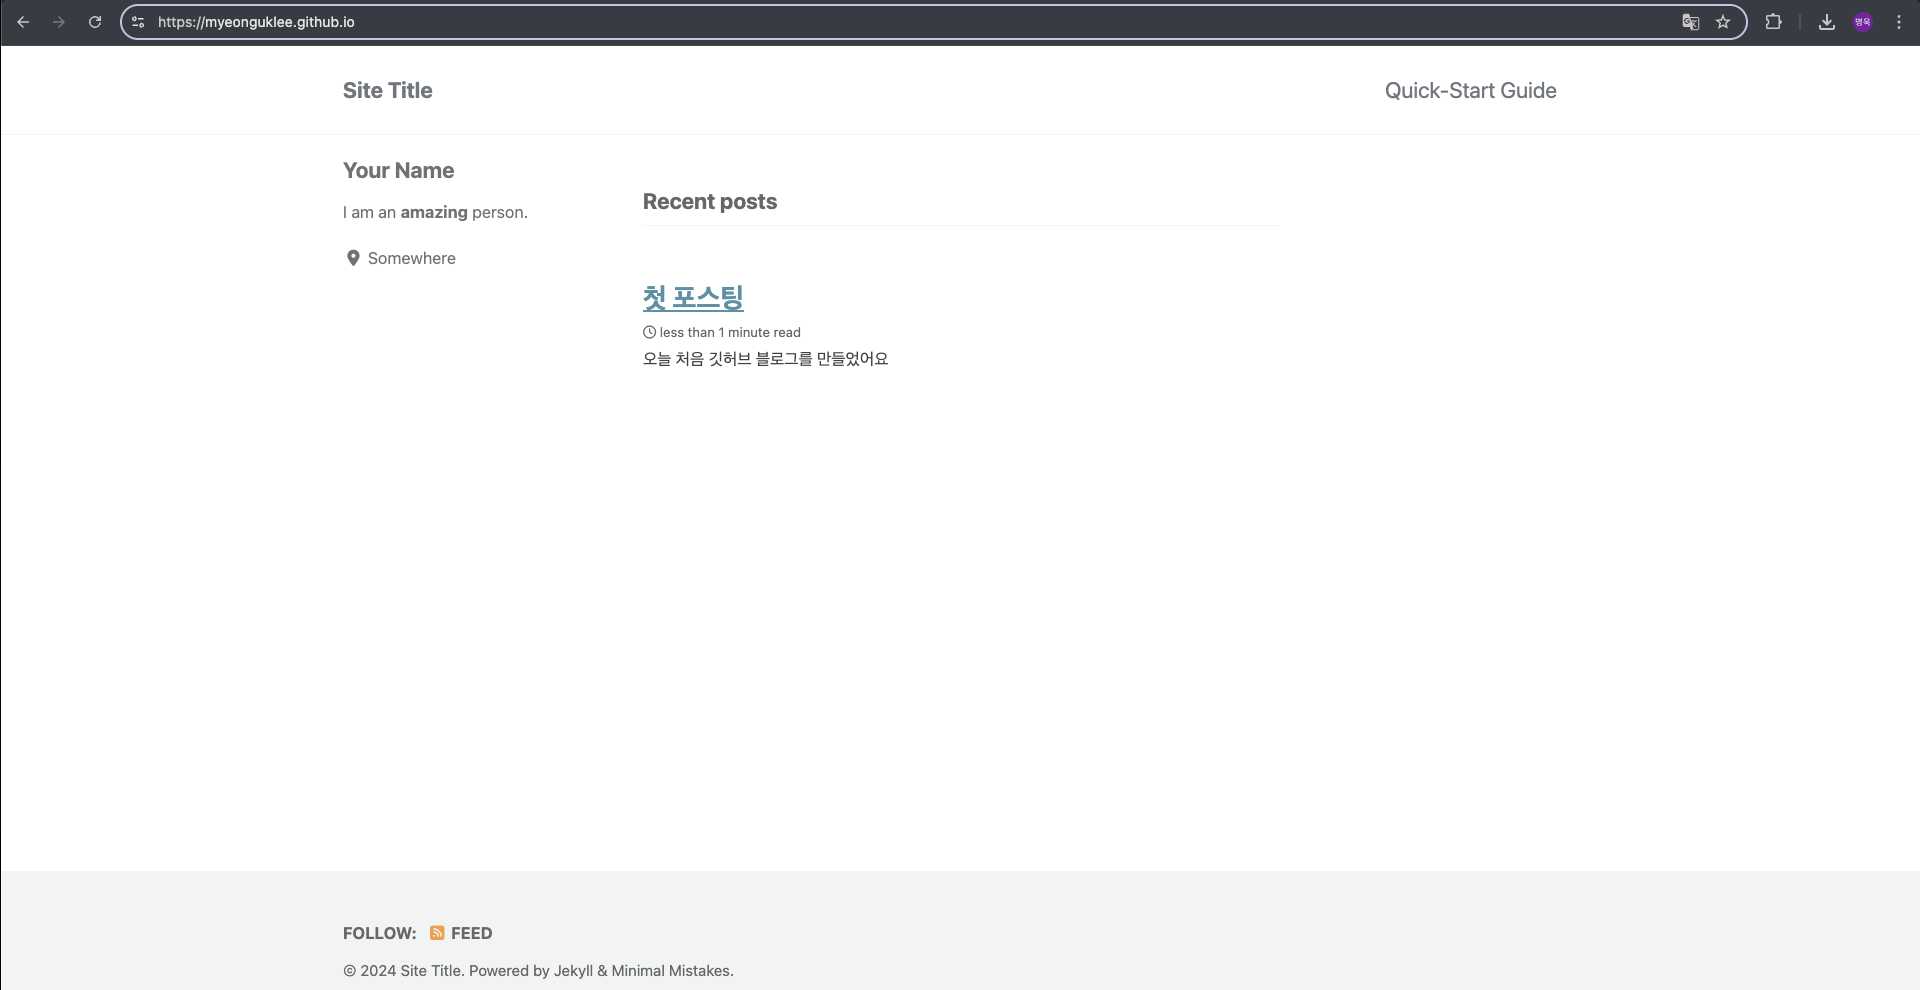 https://myeonguklee.github.io
명욱
Site Title
Quick-Start Guide
Your Name
I am an amazing person.
Somewhere
Recent posts
첫 포스팅
less than 1 minute read
오늘 처음 깃허브 블로그를 만들었어요
FOLLOW: FEED
© 2024 Site Title. Powered by Jekyll & Minimal Mistakes.